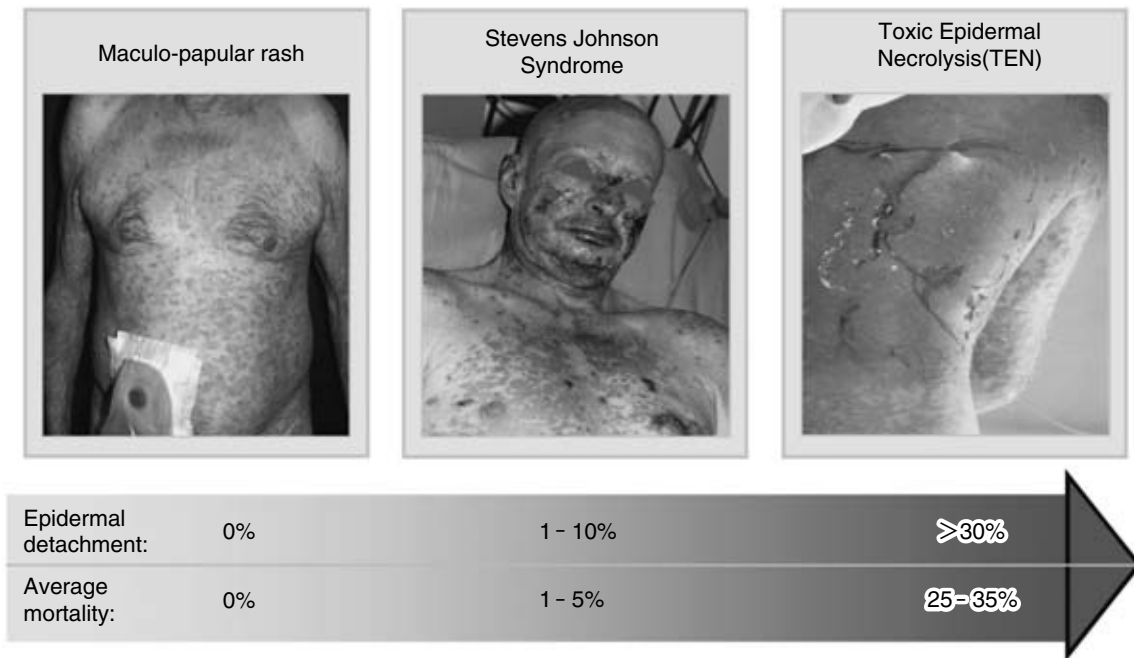 Maculo-papular rash
Stevens Johnson
Syndrome
Toxic Epidermal
Necrolysis(TEN)
Epidermal
detachment:
0%
1 – 10%
>30%
Average
mortality:
0%
1 – 5%
25 – 35%